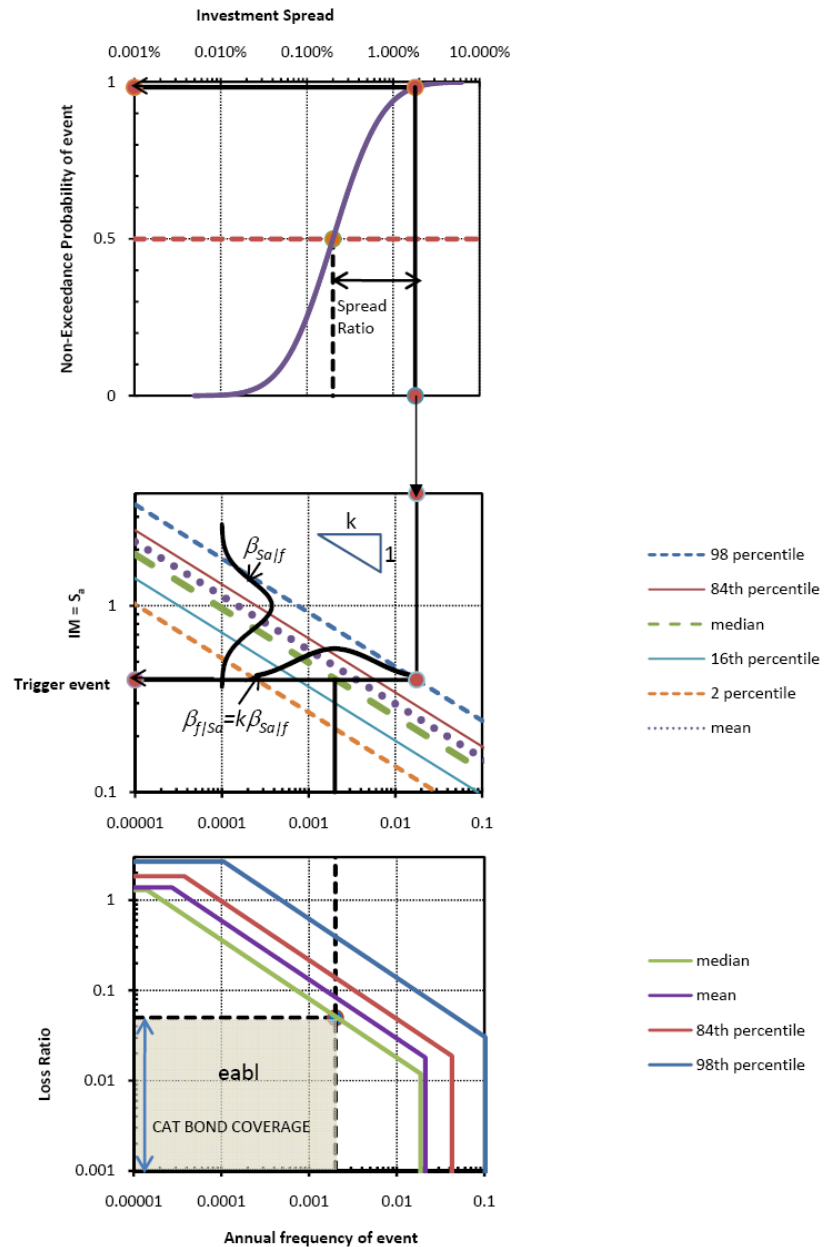 Investment Spread
0.001% 0.010% 0.100% 1.000% 10.000%
Non-Exceedance Probability of event
1
0.5
0
Spread
Ratio
IM = Sa
1
0.1
Trigger event
βSa|f
k
1
βf|Sa=kβSa|f
0.00001 0.0001 0.001 0.01 0.1
98 percentile
84th percentile
median
16th percentile
2 percentile
mean
Loss Ratio
1
0.1
0.01
0.001
eabl
CAT BOND COVERAGE
0.00001 0.0001 0.001 0.01 0.1
Annual frequency of event
median
mean
84th percentile
98th percentile